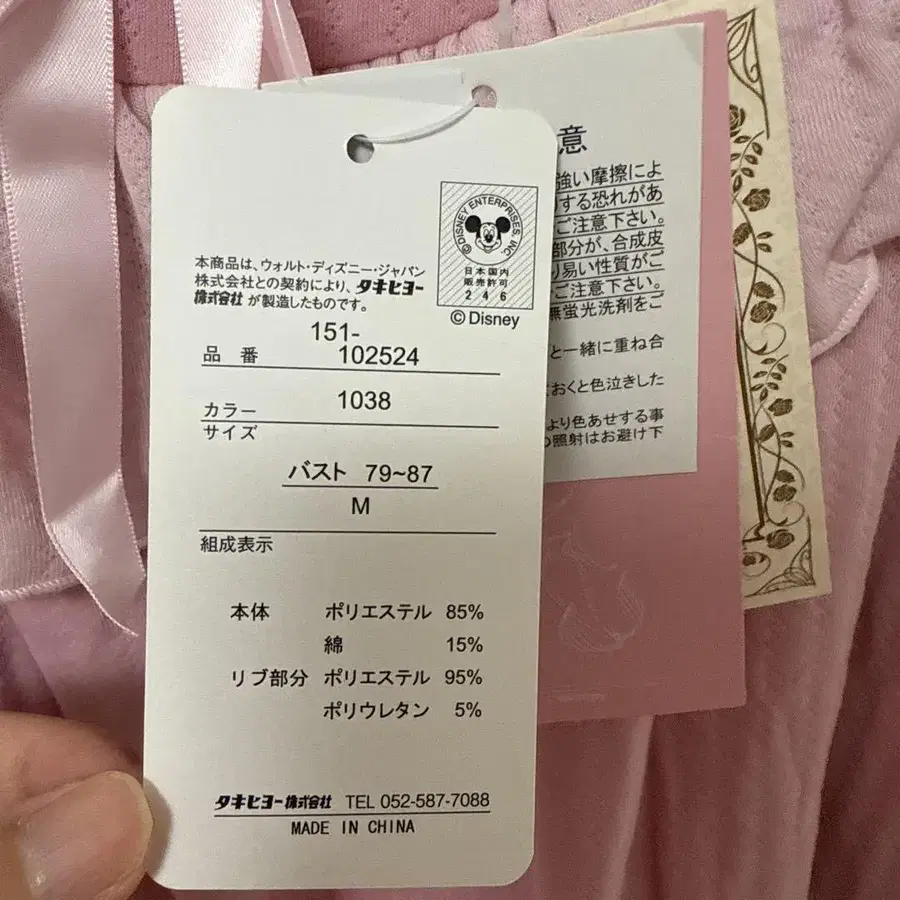 ©DISNEY ENTERPRISES, INC.
日本国内
販売許可
246
©Disney
本商品は、ウォルト・ディズニー・ジャパン
株式会社との契約により、タキヒヨー
株式会社が製造したものです。
151-
品番 102524
カラー 1038
サイズ
バスト 79~87
M
組成表示
本体 ポリエステル 85%
綿 15%
リブ部分 ポリエステル 95%
ポリウレタン 5%
タキヒヨー株式会社 TEL 052-587-7088
MADE IN CHINA
意
強い摩擦によ
する恐れがあ
ご注意下さい。
部分が、合成皮
り易い性質がご
ご注意下さい。
無蛍光洗剤をご
と一緒に重ね合
ておくと色泣きした
より色あせする事
の照射はお避け下